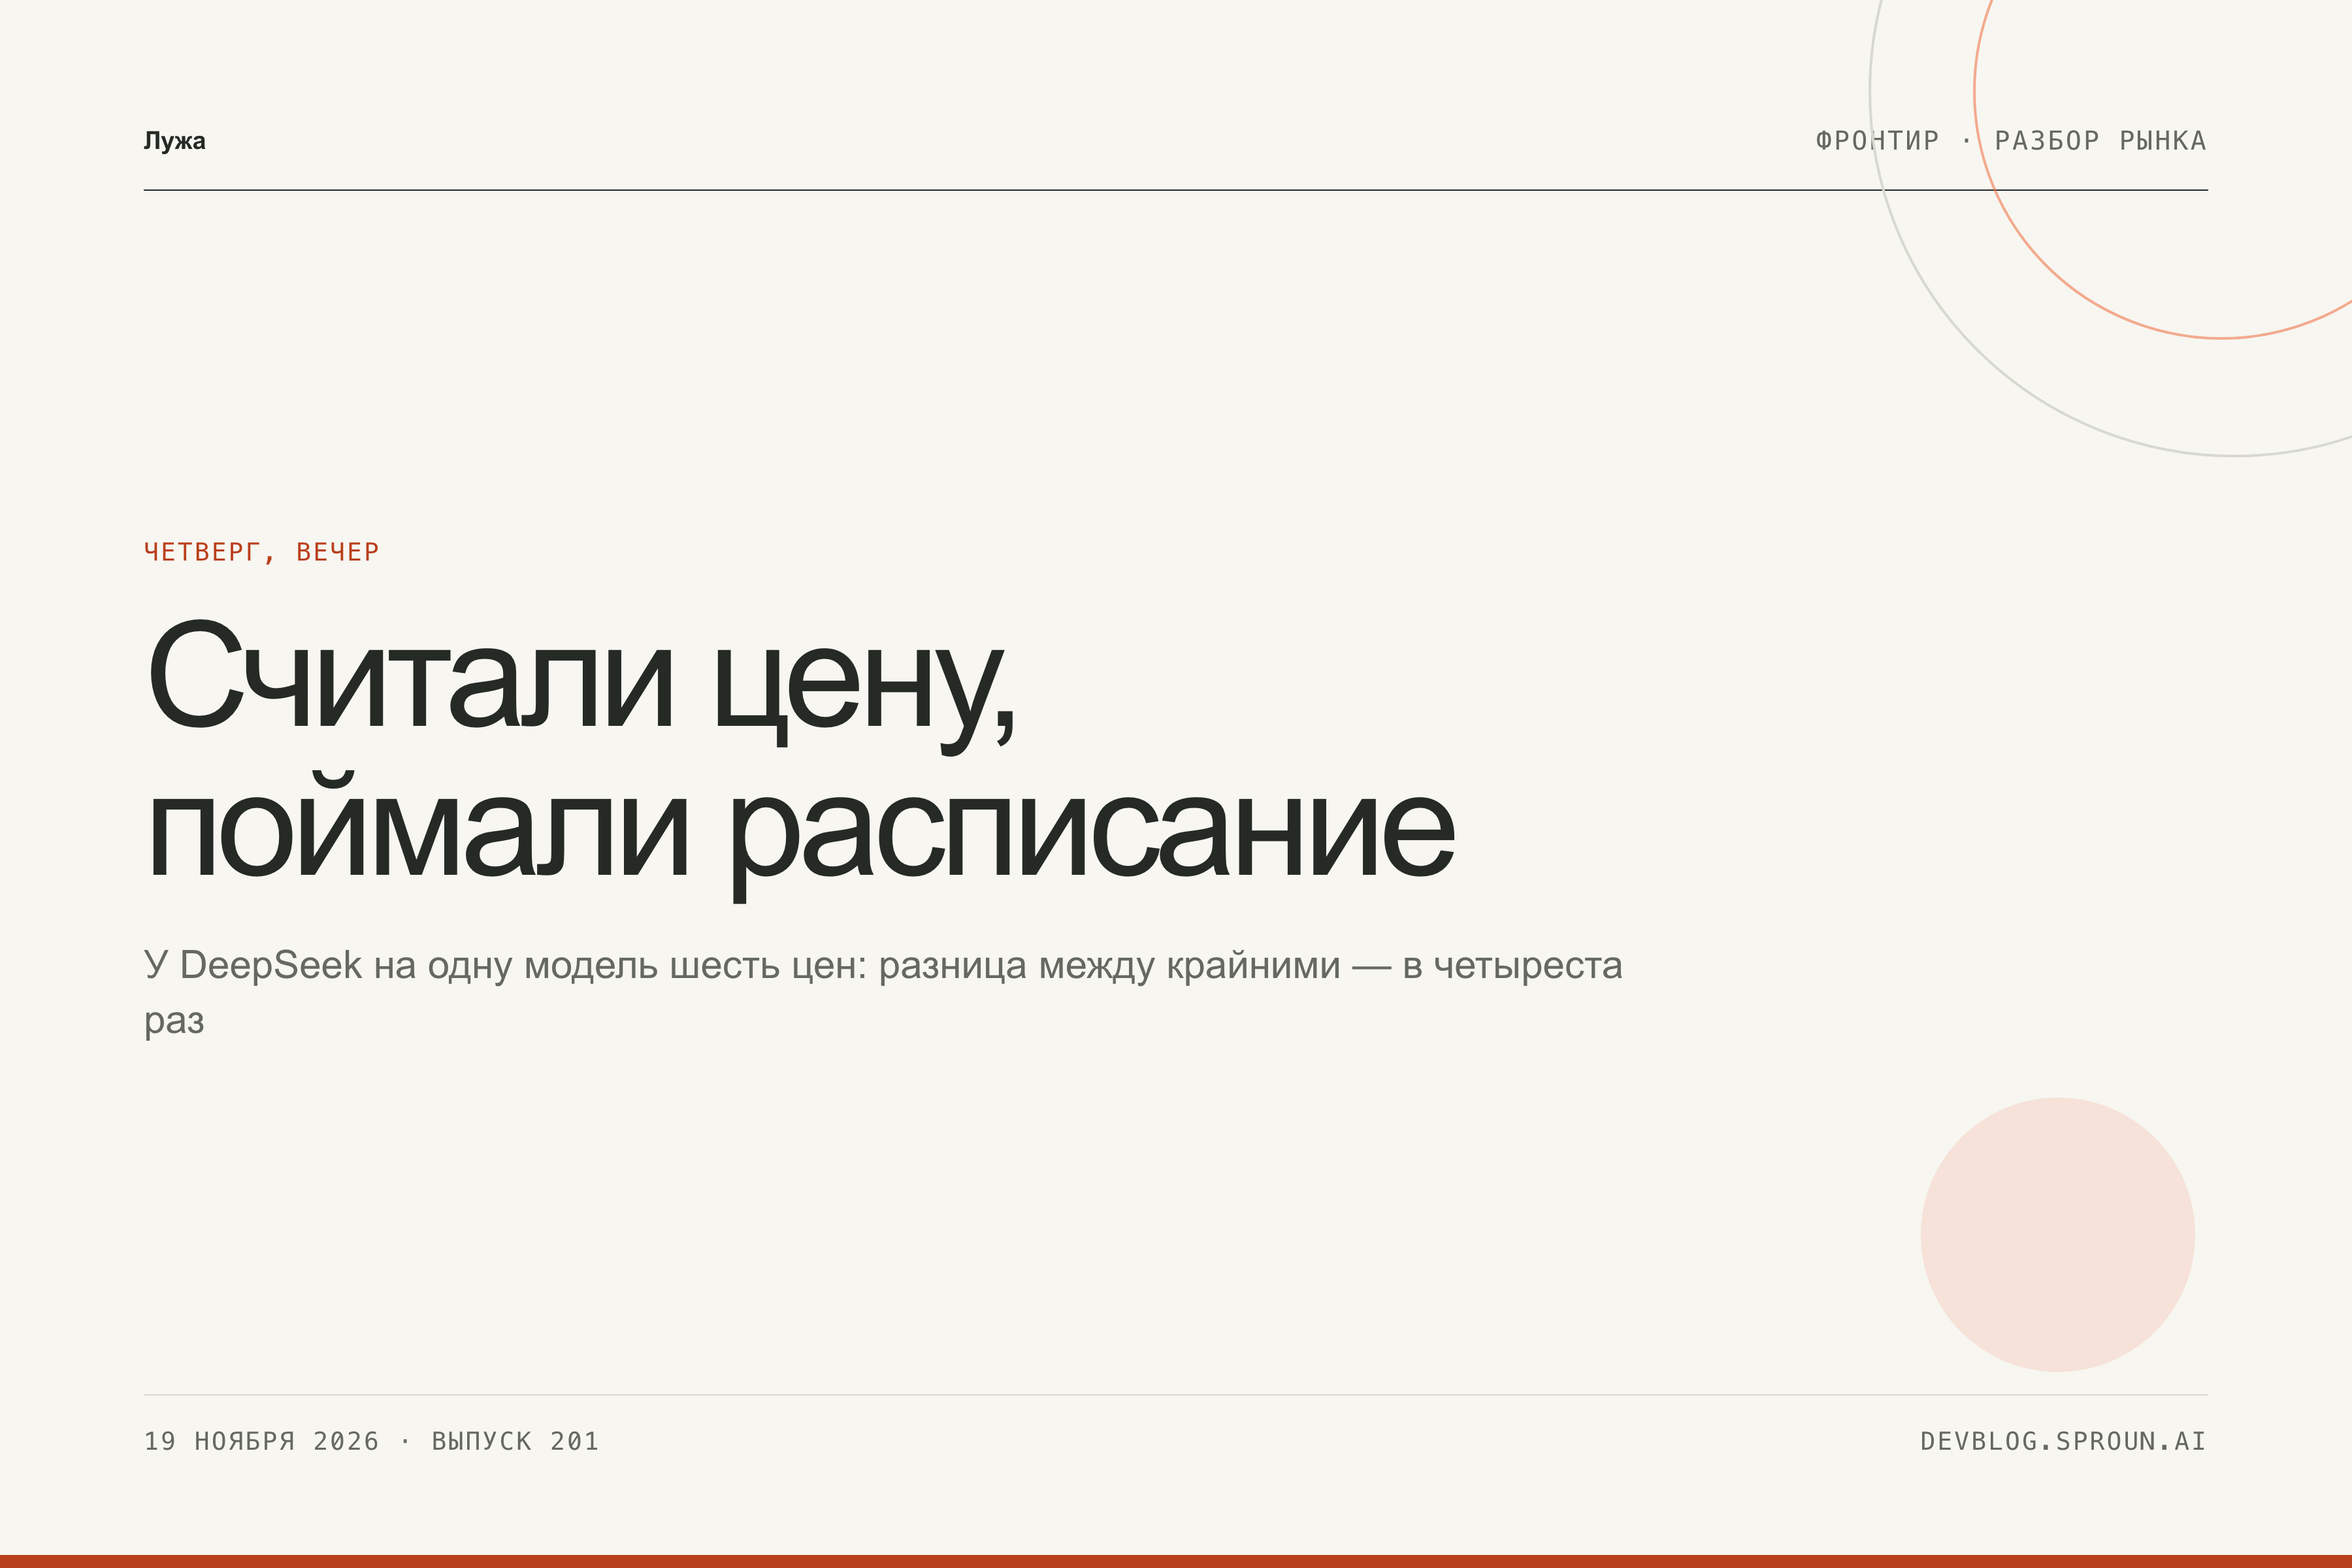 Лужа
ФРОНТИР · РАЗБОР РЫНКА
ЧЕТВЕРГ, ВЕЧЕР
Считали цену,
поймали расписание
У DeepSeek на одну модель шесть цен: разница между крайними — в четыреста
раз
19 НОЯБРЯ 2026 · ВЫПУСК 201
DEVBLOG.SPROUN.AI